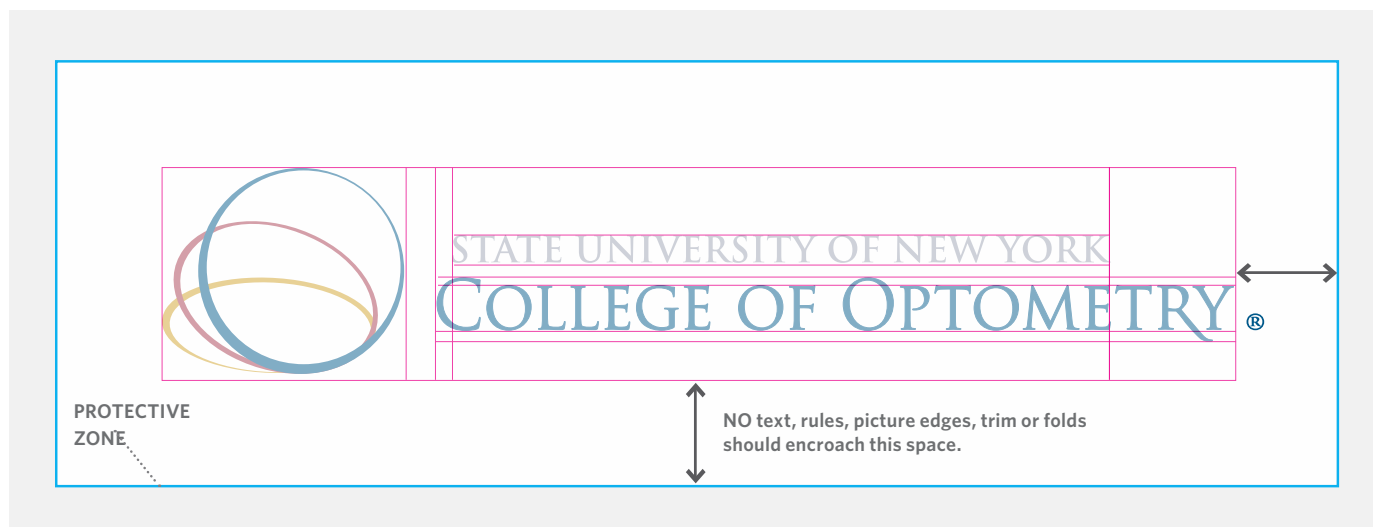 STATE UNIVERSITY OF NEW YORK
COLLEGE OF OPTOMETRY ®
PROTECTIVE
ZONE
NO text, rules, picture edges, trim or folds
should encroach this space.